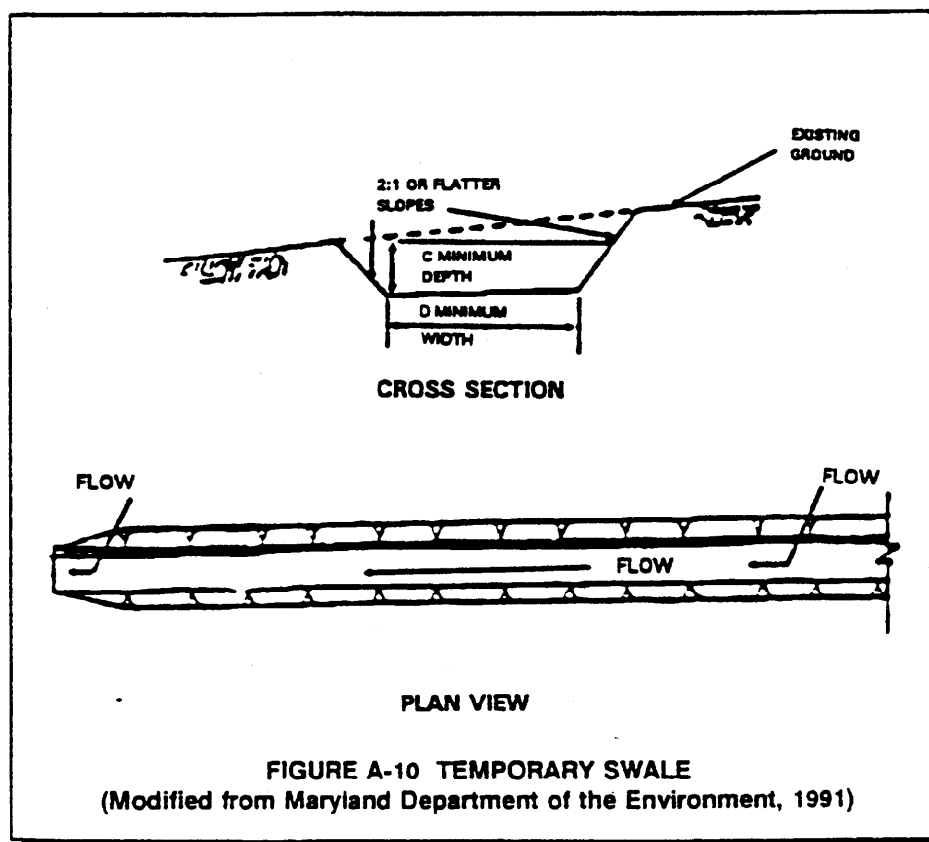 EXISTING
GROUND
2:1 OR FLATTER
SLOPES
C MINIMUM
DEPTH
D MINIMUM
WIDTH
CROSS SECTION
FLOW
FLOW
FLOW
PLAN VIEW
FIGURE A-10 TEMPORARY SWALE
(Modified from Maryland Department of the Environment, 1991)